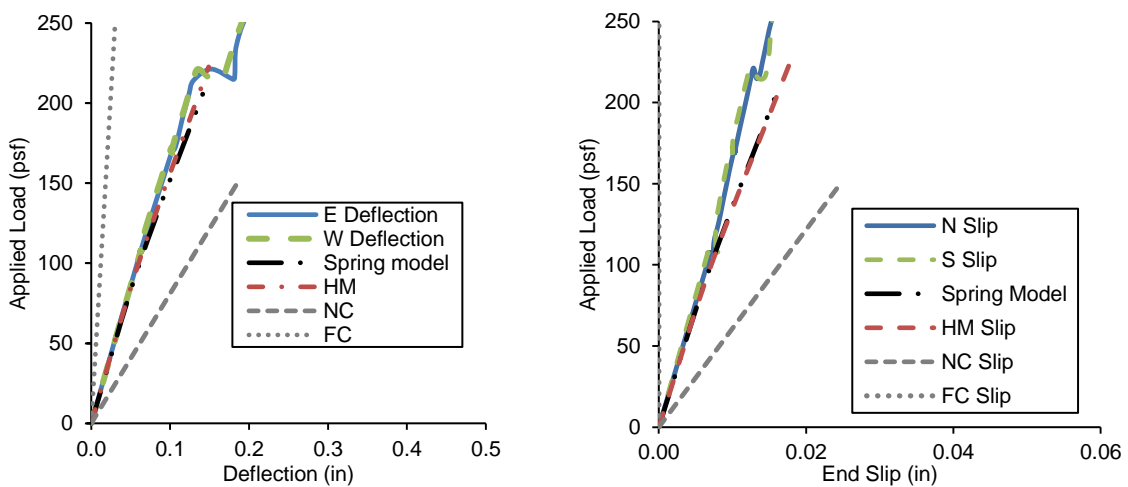 250
200
150
100
50
0
Applied Load (psf)
0.0 0.1 0.2 0.3 0.4 0.5
Deflection (in)
E Deflection
W Deflection
Spring model
HM
NC
FC
250
200
150
100
50
0
Applied Load (psf)
0.00 0.02 0.04 0.06
End Slip (in)
N Slip
S Slip
Spring Model
HM Slip
NC Slip
FC Slip